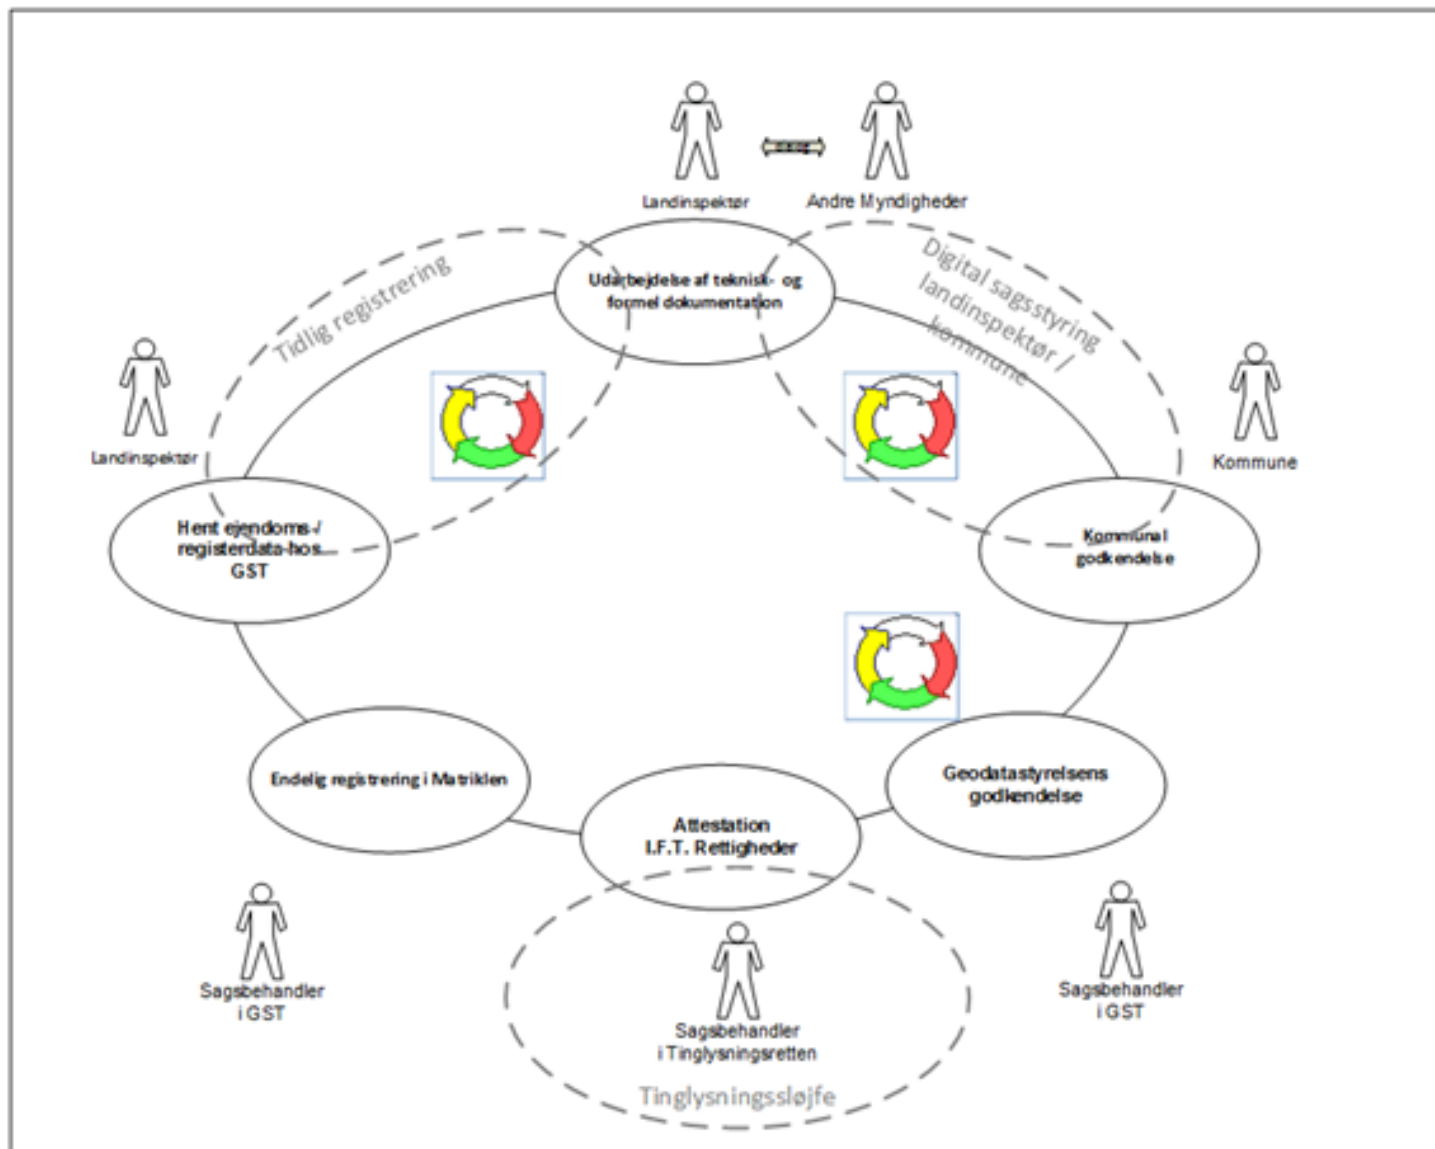 Landinspektør
Andre Myndigheder
Tidlig registrering
Udarbejdelse af teknisk- og
formel dokumentation
Digital sagsstyring
landinspektør /
kommune
Landinspektør
Kommune
Hent ejendoms-/
registerdata-hos
GST
Kommunal
godkendelse
Endelig registrering i Matriklen
Attestation
I.F.T. Rettigheder
Geodatastyrelsens
godkendelse
Sagsbehandler
i GST
Sagsbehandler
i Tinglysningsretten
Sagsbehandler
i GST
Tinglysningssløjfe